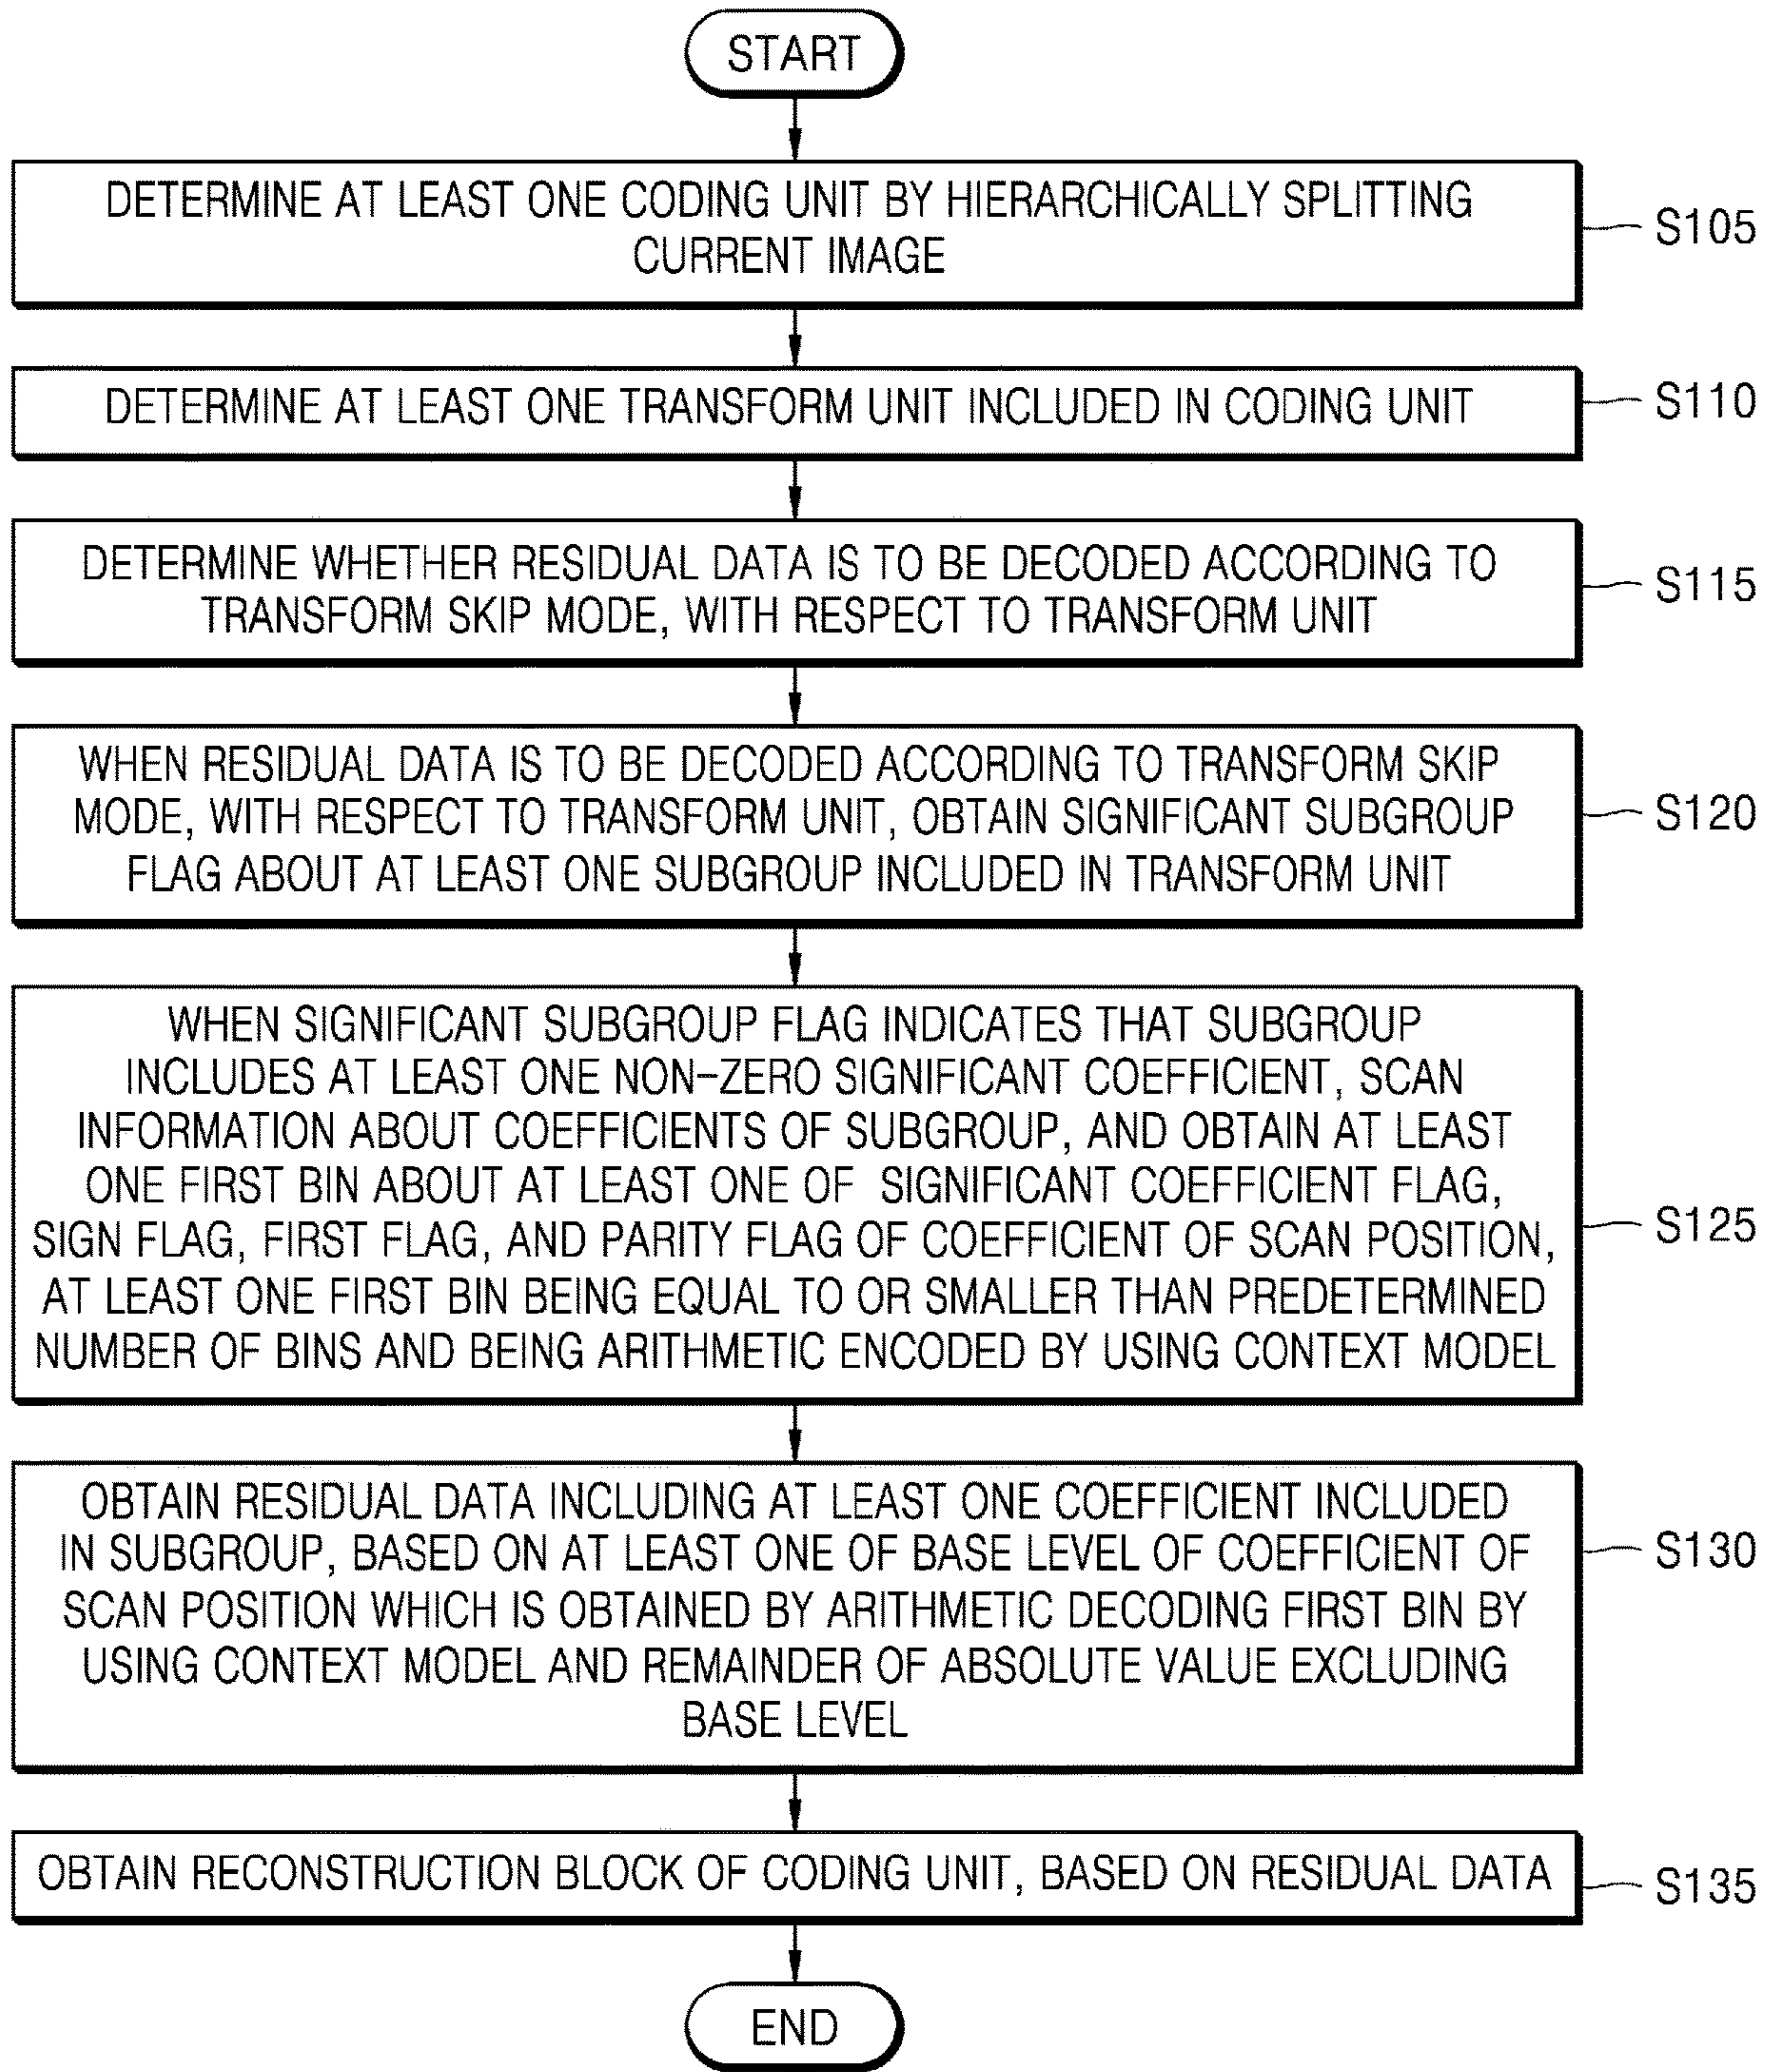 START
DETERMINE AT LEAST ONE CODING UNIT BY HIERARCHICALLY SPLITTING
CURRENT IMAGE
S105
DETERMINE AT LEAST ONE TRANSFORM UNIT INCLUDED IN CODING UNIT
S110
DETERMINE WHETHER RESIDUAL DATA IS TO BE DECODED ACCORDING TO
TRANSFORM SKIP MODE, WITH RESPECT TO TRANSFORM UNIT
S115
WHEN RESIDUAL DATA IS TO BE DECODED ACCORDING TO TRANSFORM SKIP
MODE, WITH RESPECT TO TRANSFORM UNIT, OBTAIN SIGNIFICANT SUBGROUP
FLAG ABOUT AT LEAST ONE SUBGROUP INCLUDED IN TRANSFORM UNIT
S120
WHEN SIGNIFICANT SUBGROUP FLAG INDICATES THAT SUBGROUP
INCLUDES AT LEAST ONE NON-ZERO SIGNIFICANT COEFFICIENT, SCAN
INFORMATION ABOUT COEFFICIENTS OF SUBGROUP, AND OBTAIN AT LEAST
ONE FIRST BIN ABOUT AT LEAST ONE OF SIGNIFICANT COEFFICIENT FLAG,
SIGN FLAG, FIRST FLAG, AND PARITY FLAG OF COEFFICIENT OF SCAN POSITION,
AT LEAST ONE FIRST BIN BEING EQUAL TO OR SMALLER THAN PREDETERMINED
NUMBER OF BINS AND BEING ARITHMETIC ENCODED BY USING CONTEXT MODEL
S125
OBTAIN RESIDUAL DATA INCLUDING AT LEAST ONE COEFFICIENT INCLUDED
IN SUBGROUP, BASED ON AT LEAST ONE OF BASE LEVEL OF COEFFICIENT OF
SCAN POSITION WHICH IS OBTAINED BY ARITHMETIC DECODING FIRST BIN BY
USING CONTEXT MODEL AND REMAINDER OF ABSOLUTE VALUE EXCLUDING
BASE LEVEL
S130
OBTAIN RECONSTRUCTION BLOCK OF CODING UNIT, BASED ON RESIDUAL DATA
S135
END